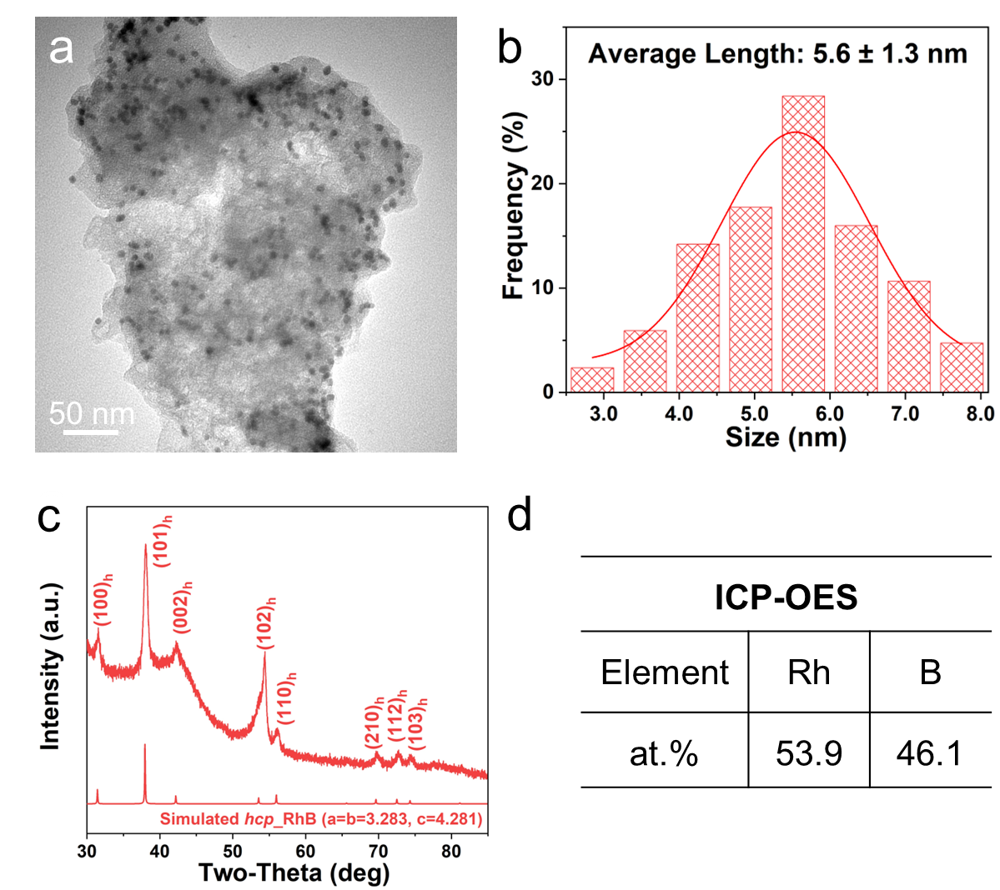 a
50 nm
b
Average Length: 5.6 ± 1.3 nm
Frequency (%)
30
20
10
0
3.0 4.0 5.0 6.0 7.0 8.0
Size (nm)
c
Intensity (a.u.)
(100)h
(101)h
(002)h
(102)h
(110)h
(210)h
(112)h
(103)h
Simulated hcp_RhB (a=b=3.283, c=4.281)
30 40 50 60 70 80
Two-Theta (deg)
d
ICP-OES
Element Rh B
at.% 53.9 46.1